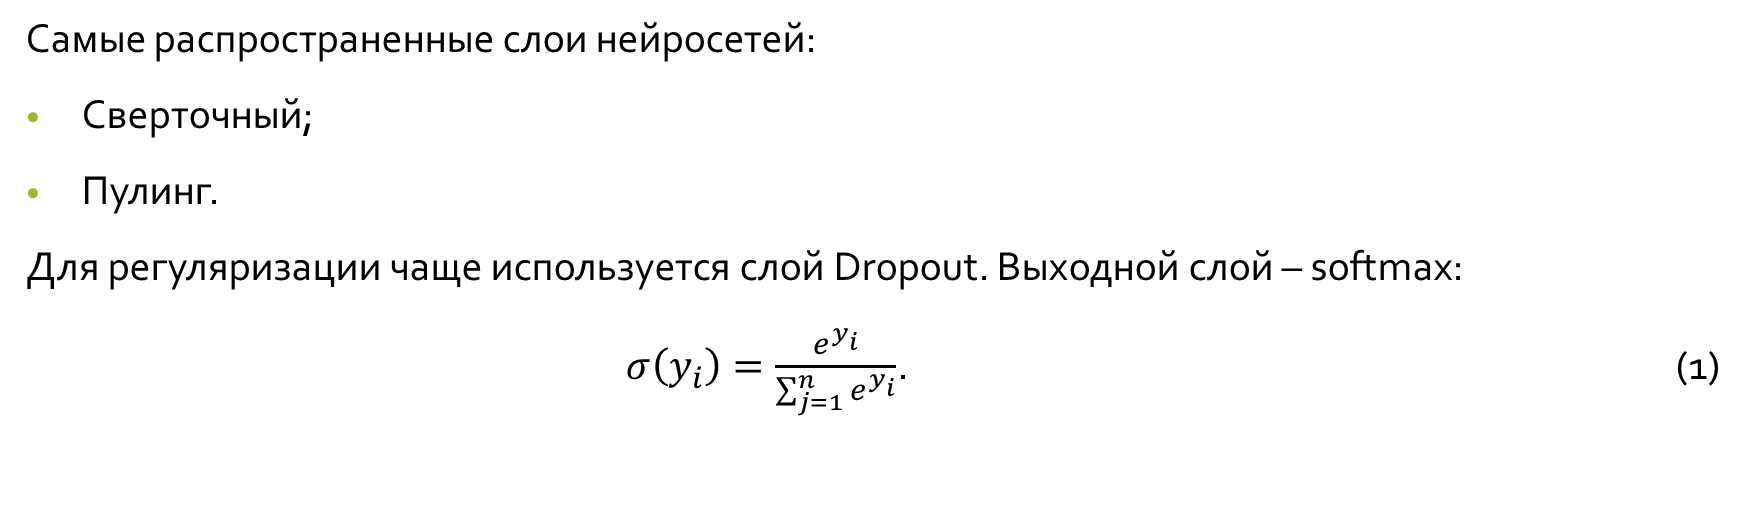 Самые распространенные слои нейросетей:
• Сверточный;
• Пулинг.
Для регуляризации чаще используется слой Dropout. Выходной слой – softmax:
σ(y_i) = e^{y_i} / ∑_{j=1}^{n} e^{y_i}. (1)